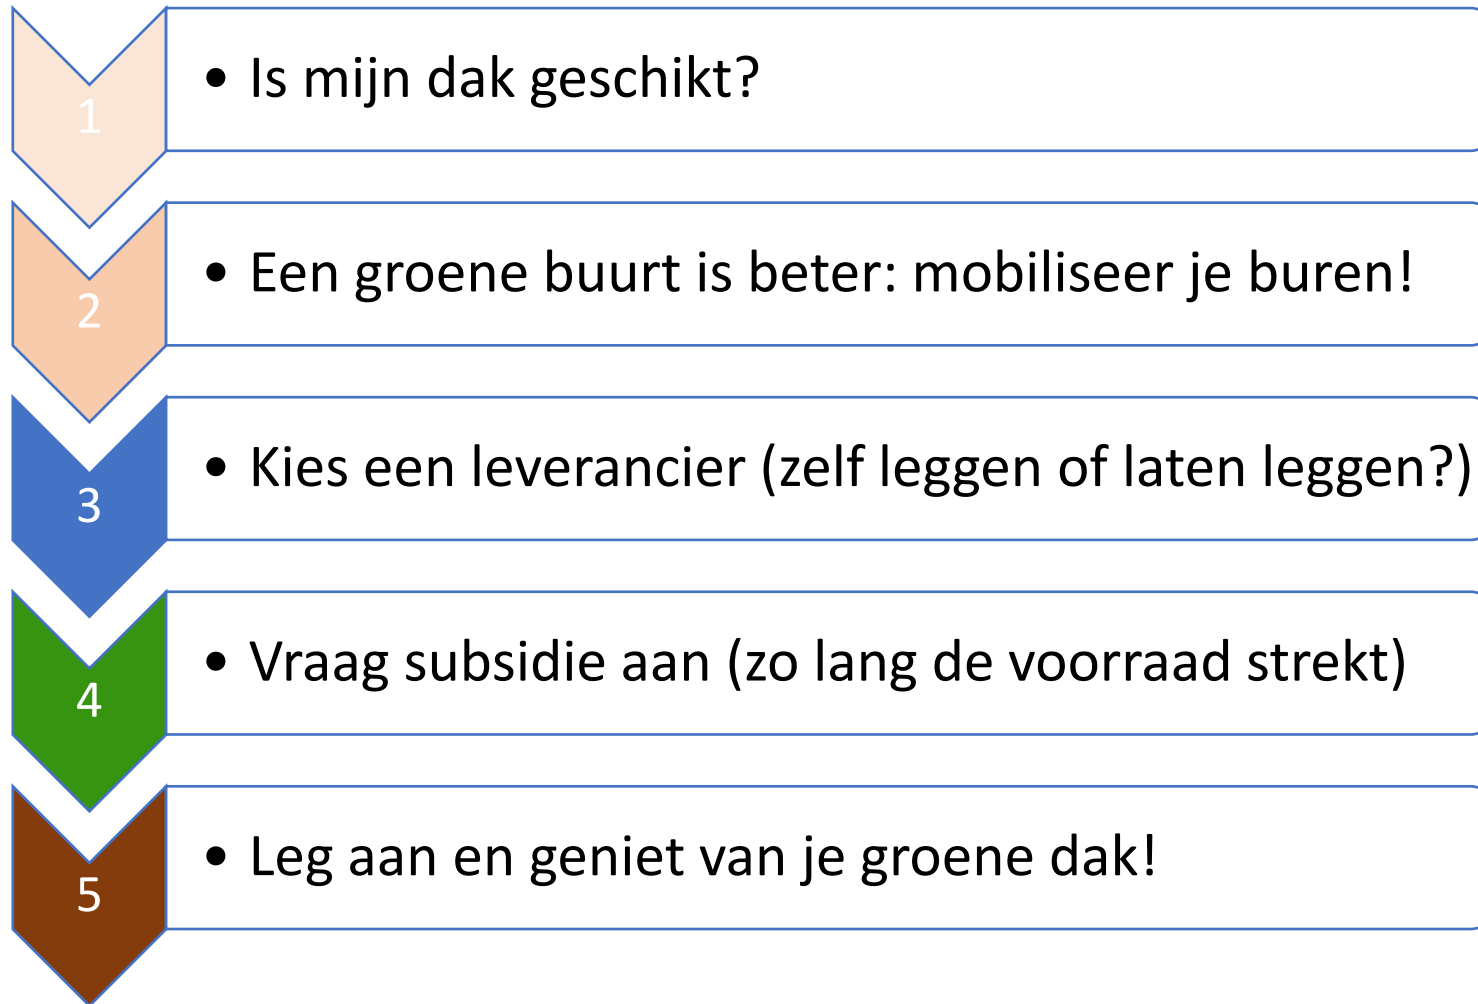 1
• Is mijn dak geschikt?
2
• Een groene buurt is beter: mobiliseer je buren!
3
• Kies een leverancier (zelf leggen of laten leggen?)
4
• Vraag subsidie aan (zo lang de voorraad strekt)
5
• Leg aan en geniet van je groene dak!